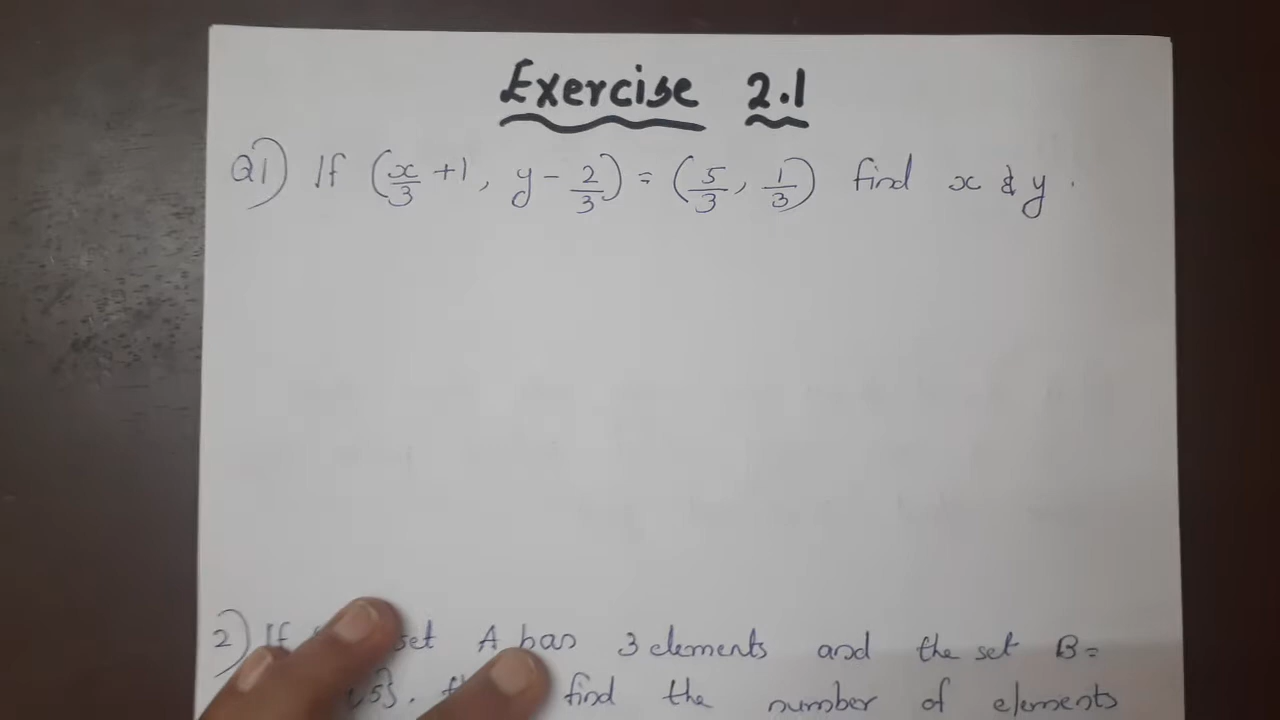 Exercise 2.1
Q1) If (x/3 +1, y - 2/3) = (5/3, 1/3) find x & y.
2) If set A has 3 elements and the set B =
,5}. find the number of elements